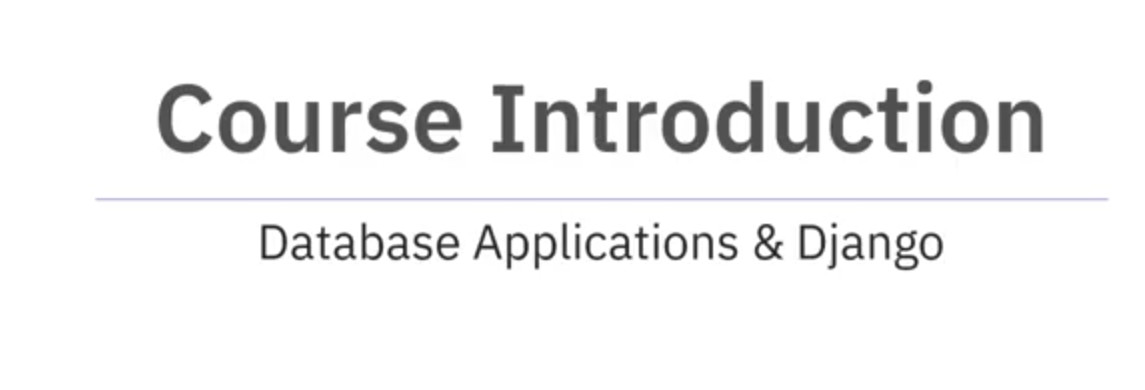 Course Introduction
Database Applications & Django